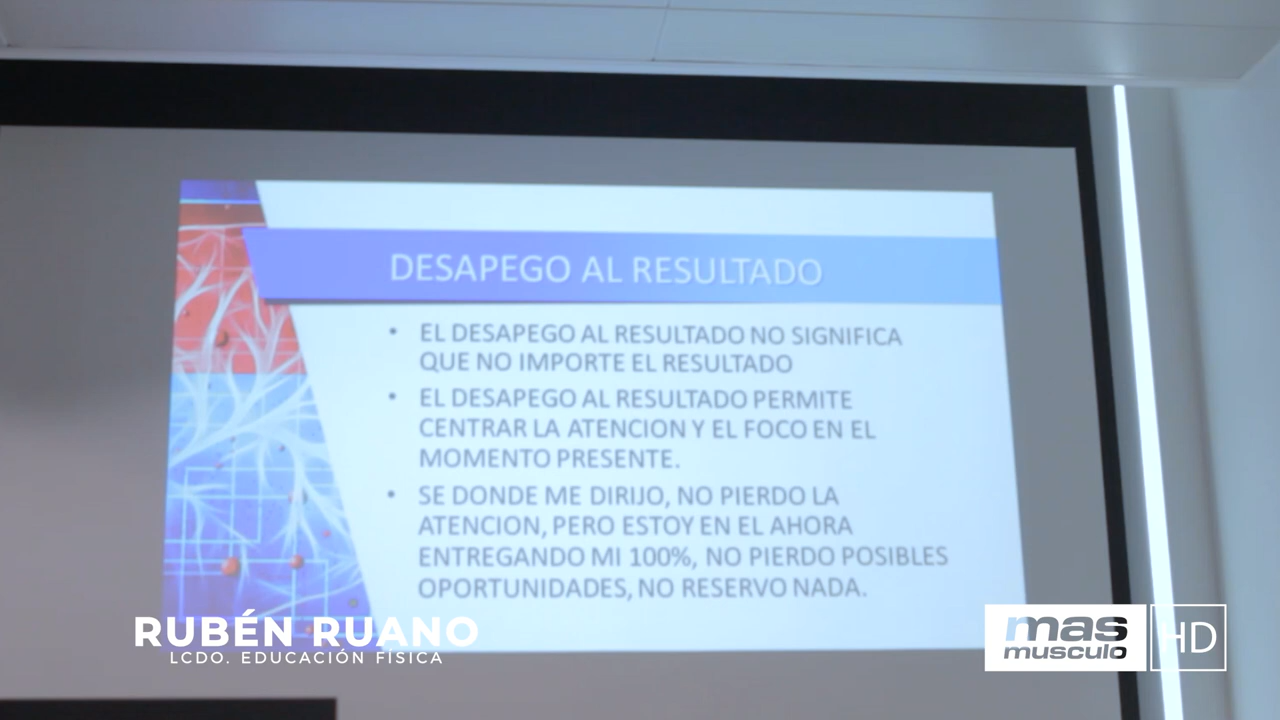 DESAPEGO AL RESULTADO
• EL DESAPEGO AL RESULTADO NO SIGNIFICA
QUE NO IMPORTE EL RESULTADO
• EL DESAPEGO AL RESULTADO PERMITE
CENTRAR LA ATENCION Y EL FOCO EN EL
MOMENTO PRESENTE.
• SE DONDE ME DIRIJO, NO PIERDO LA
ATENCION, PERO ESTOY EN EL AHORA
ENTREGANDO MI 100%, NO PIERDO POSIBLES
OPORTUNIDADES, NO RESERVO NADA.
RUBÉN RUANO
LCDO. EDUCACIÓN FÍSICA
mas
musculo
HD